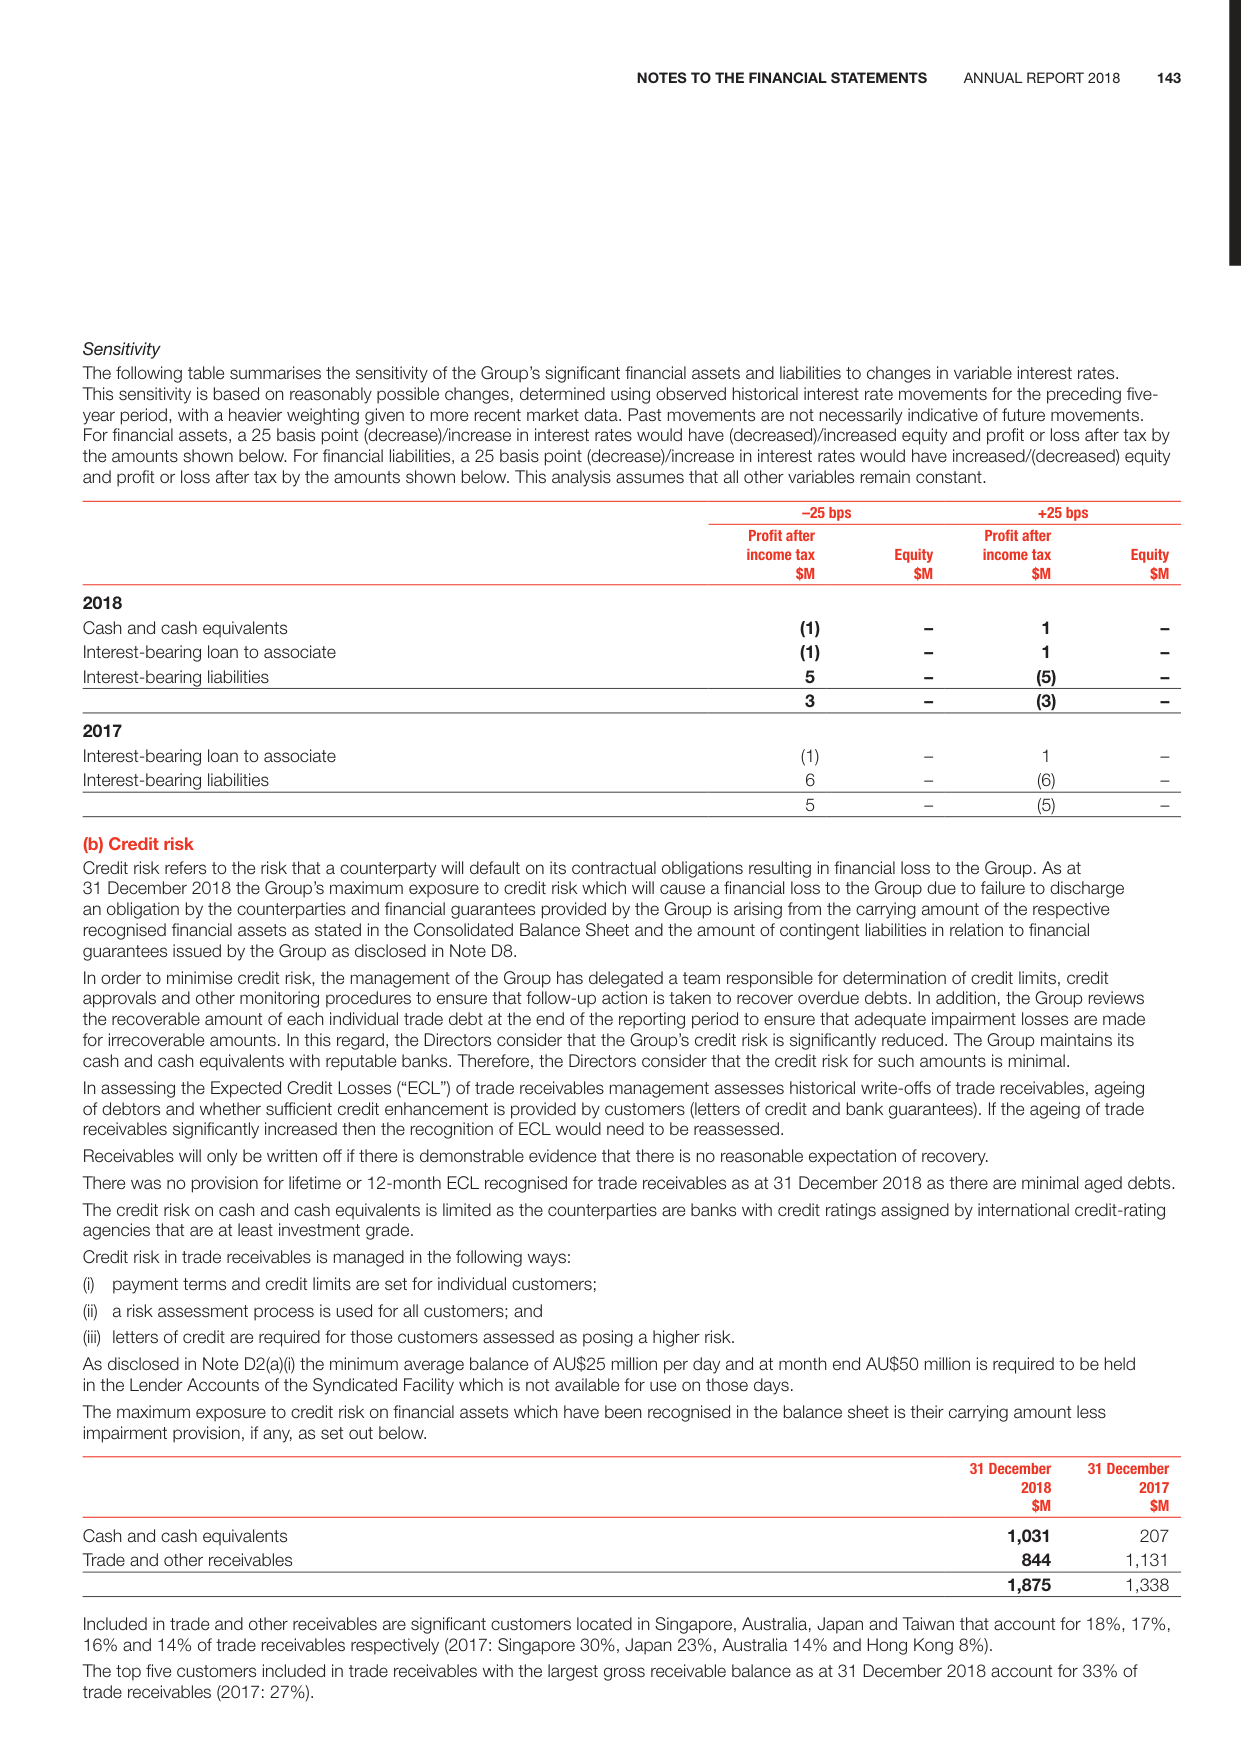 NOTES TO THE FINANCIAL STATEMENTS ANNUAL REPORT 2018 143
Sensitivity
The following table summarises the sensitivity of the Group's significant financial assets and liabilities to changes in variable interest rates.
This sensitivity is based on reasonably possible changes, determined using observed historical interest rate movements for the preceding five-
year period, with a heavier weighting given to more recent market data. Past movements are not necessarily indicative of future movements.
For financial assets, a 25 basis point (decrease)/increase in interest rates would have (decreased)/increased equity and profit or loss after tax by
the amounts shown below. For financial liabilities, a 25 basis point (decrease)/increase in interest rates would have increased/(decreased) equity
and profit or loss after tax by the amounts shown below. This analysis assumes that all other variables remain constant.
–25 bps +25 bps
Profit after Profit after
income tax Equity income tax Equity
$M $M $M $M
2018
Cash and cash equivalents (1) – 1 –
Interest-bearing loan to associate (1) – 1 –
Interest-bearing liabilities 5 – (5) –
3 – (3) –
2017
Interest-bearing loan to associate (1) – 1 –
Interest-bearing liabilities 6 – (6) –
5 – (5) –
(b) Credit risk
Credit risk refers to the risk that a counterparty will default on its contractual obligations resulting in financial loss to the Group. As at
31 December 2018 the Group's maximum exposure to credit risk which will cause a financial loss to the Group due to failure to discharge
an obligation by the counterparties and financial guarantees provided by the Group is arising from the carrying amount of the respective
recognised financial assets as stated in the Consolidated Balance Sheet and the amount of contingent liabilities in relation to financial
guarantees issued by the Group as disclosed in Note D8.
In order to minimise credit risk, the management of the Group has delegated a team responsible for determination of credit limits, credit
approvals and other monitoring procedures to ensure that follow-up action is taken to recover overdue debts. In addition, the Group reviews
the recoverable amount of each individual trade debt at the end of the reporting period to ensure that adequate impairment losses are made
for irrecoverable amounts. In this regard, the Directors consider that the Group's credit risk is significantly reduced. The Group maintains its
cash and cash equivalents with reputable banks. Therefore, the Directors consider that the credit risk for such amounts is minimal.
In assessing the Expected Credit Losses ("ECL") of trade receivables management assesses historical write-offs of trade receivables, ageing
of debtors and whether sufficient credit enhancement is provided by customers (letters of credit and bank guarantees). If the ageing of trade
receivables significantly increased then the recognition of ECL would need to be reassessed.
Receivables will only be written off if there is demonstrable evidence that there is no reasonable expectation of recovery.
There was no provision for lifetime or 12-month ECL recognised for trade receivables as at 31 December 2018 as there are minimal aged debts.
The credit risk on cash and cash equivalents is limited as the counterparties are banks with credit ratings assigned by international credit-rating
agencies that are at least investment grade.
Credit risk in trade receivables is managed in the following ways:
(i) payment terms and credit limits are set for individual customers;
(ii) a risk assessment process is used for all customers; and
(iii) letters of credit are required for those customers assessed as posing a higher risk.
As disclosed in Note D2(a)(i) the minimum average balance of AU$25 million per day and at month end AU$50 million is required to be held
in the Lender Accounts of the Syndicated Facility which is not available for use on those days.
The maximum exposure to credit risk on financial assets which have been recognised in the balance sheet is their carrying amount less
impairment provision, if any, as set out below.
31 December 31 December
2018 2017
$M $M
Cash and cash equivalents 1,031 207
Trade and other receivables 844 1,131
1,875 1,338
Included in trade and other receivables are significant customers located in Singapore, Australia, Japan and Taiwan that account for 18%, 17%,
16% and 14% of trade receivables respectively (2017: Singapore 30%, Japan 23%, Australia 14% and Hong Kong 8%).
The top five customers included in trade receivables with the largest gross receivable balance as at 31 December 2018 account for 33% of
trade receivables (2017: 27%).